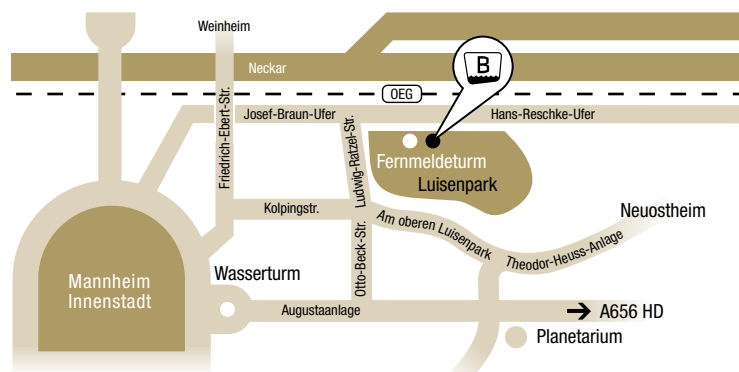 Weinheim
Neckar
B
OEG
Josef-Braun-Ufer
Hans-Reschke-Ufer
Friedrich-Ebert-Str.
Ludwig-Ratzel-Str.
Fernmeldeturm
Luisenpark
Kolpingstr.
Am oberen Luisenpark
Neuostheim
Theodor-Heuss-Anlage
Otto-Beck-Str.
Wasserturm
Mannheim
Innenstadt
Augustaanlage
A656 HD
Planetarium